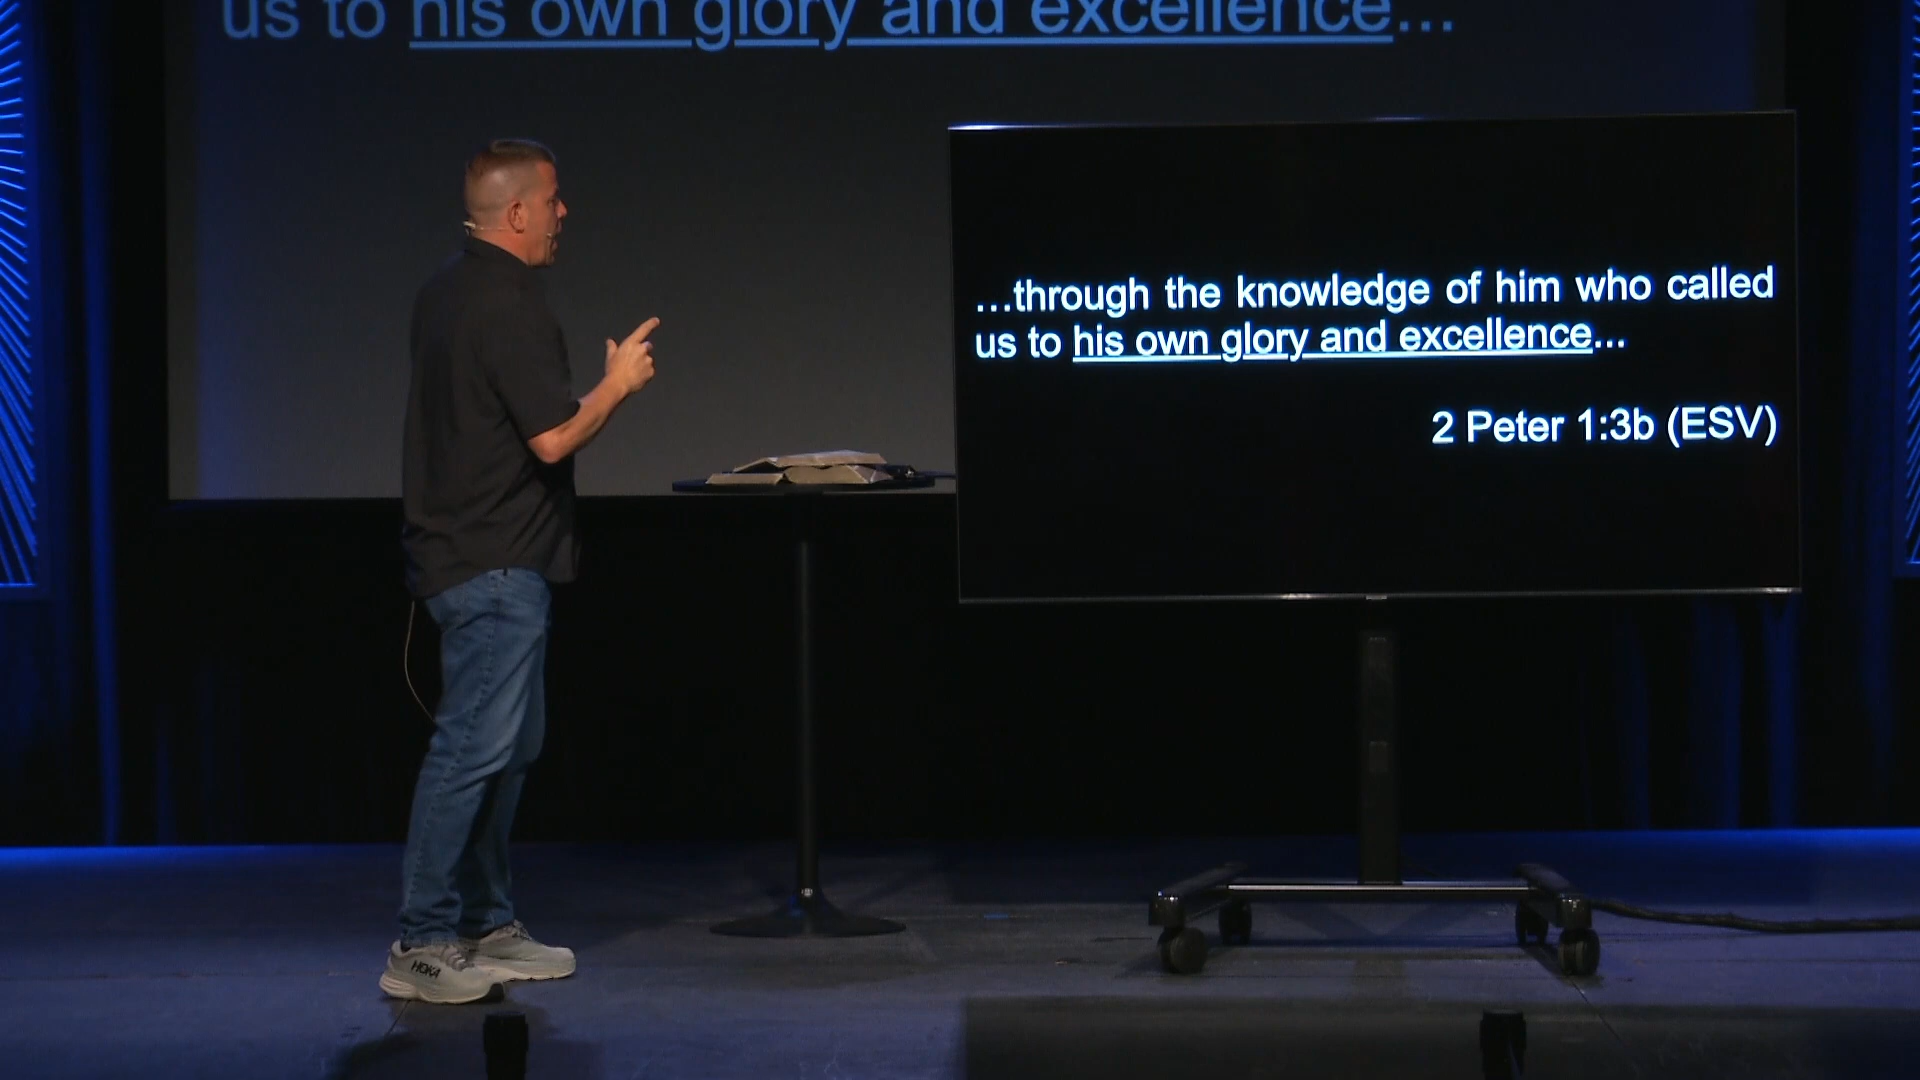 us to his own glory and excellence...
...through the knowledge of him who called
us to his own glory and excellence...
2 Peter 1:3b (ESV)
HOKA